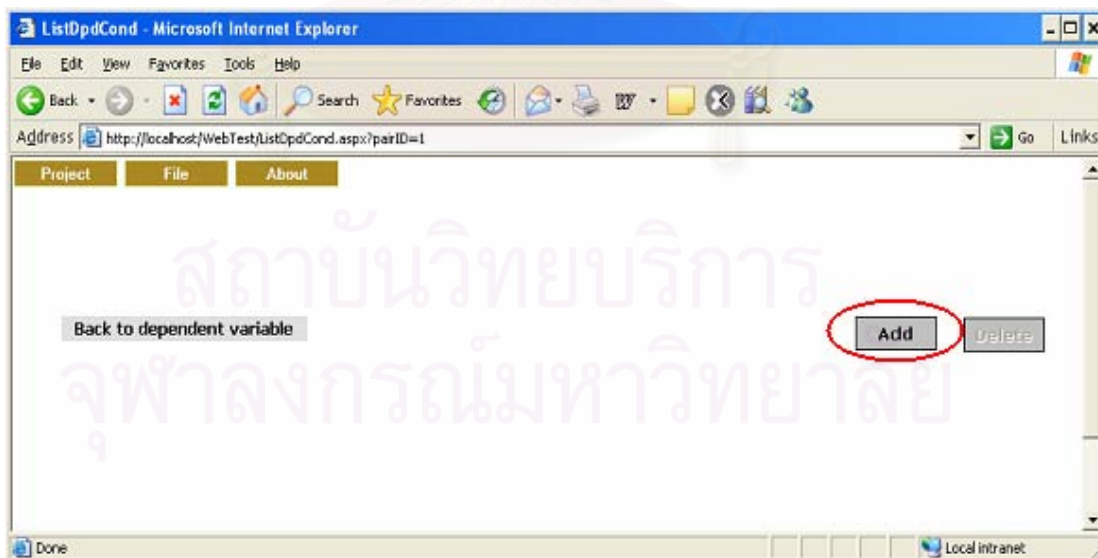 ListDpdCond - Microsoft Internet Explorer
File Edit View Favorites Tools Help
Back Search Favorites
Address http://localhost/WebTest/ListDpdCond.aspx?pairID=1 Go Links
Project File About
สถาบันวิทยบริการ
Back to dependent variable Add Delete
จุฬาลงกรณ์มหาวิทยาลัย
Done Local intranet